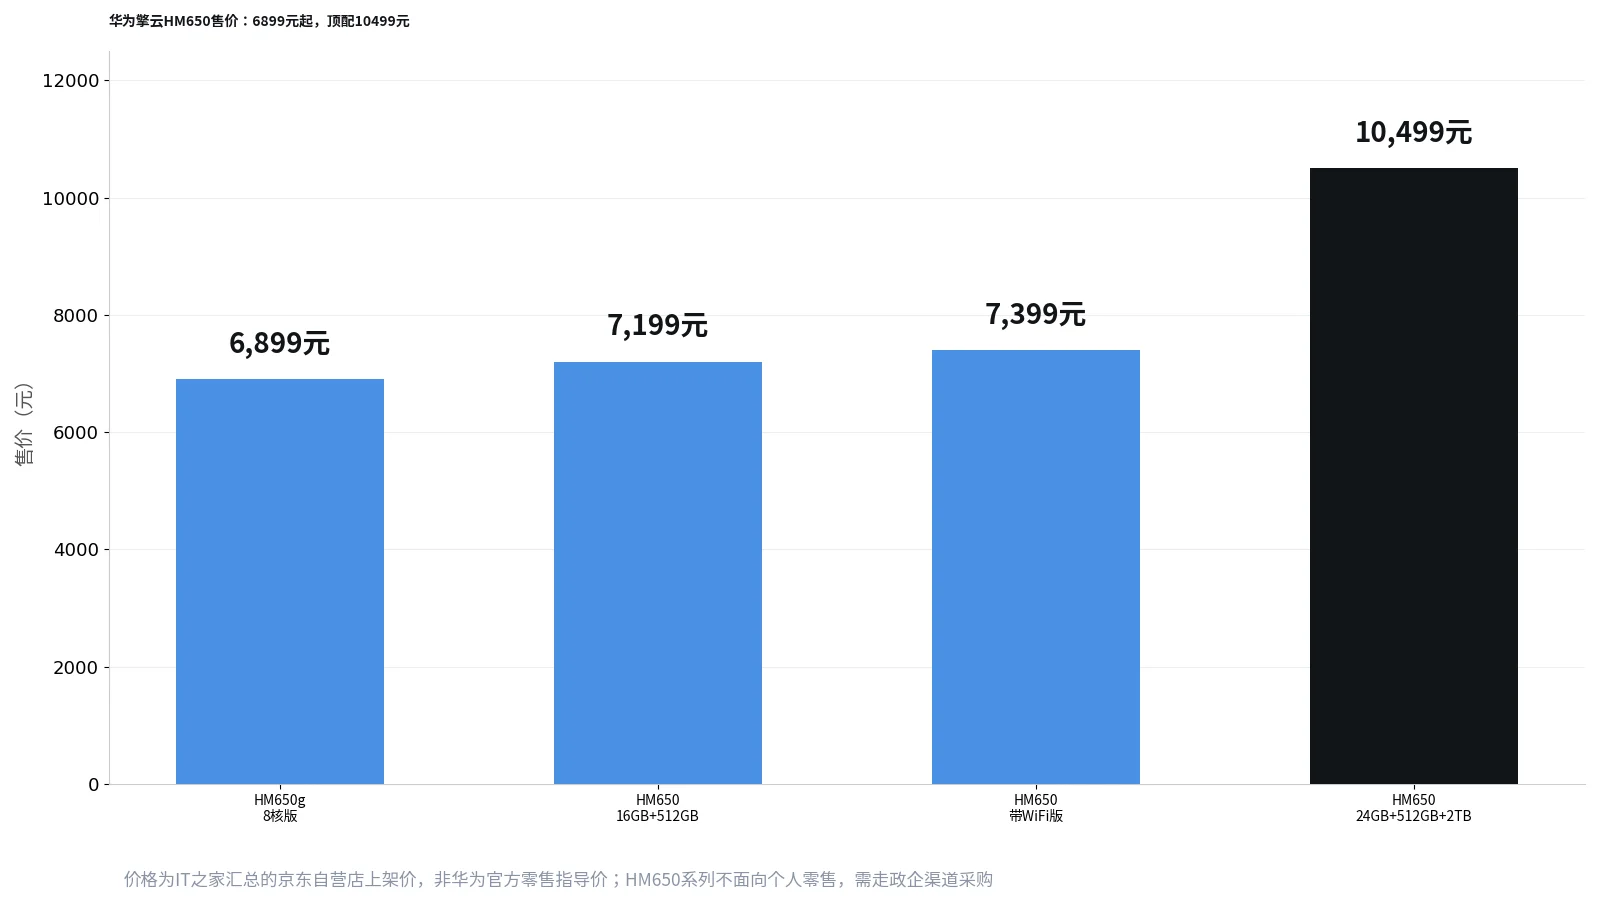 华为擎云HM650售价：6899元起，顶配10499元
售价（元）
12000
10000
8000
6000
4000
2000
0
6,899元
7,199元
7,399元
10,499元
HM650g
8核版
HM650
16GB+512GB
HM650
带WiFi版
HM650
24GB+512GB+2TB
价格为IT之家汇总的京东自营店上架价，非华为官方零售指导价；HM650系列不面向个人零售，需走政企渠道采购